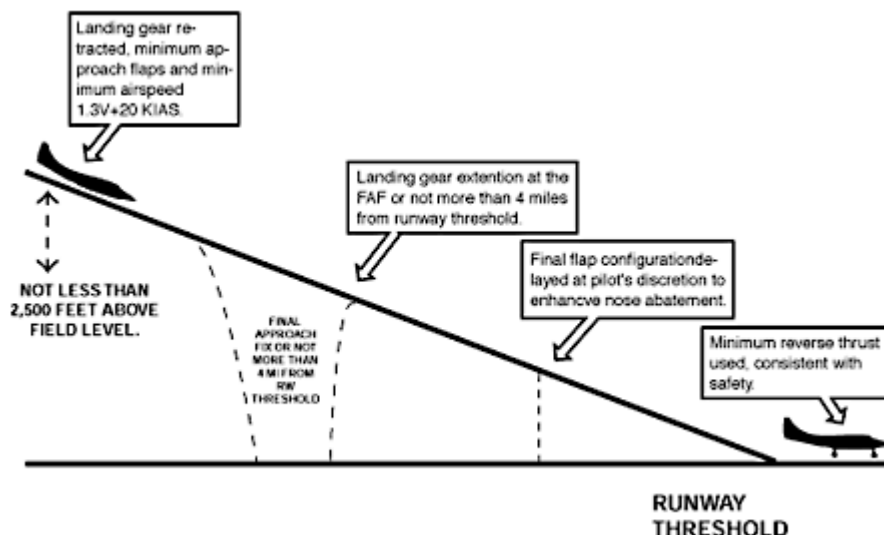 Landing gear re-
tracted, minimum ap-
proach flaps and min-
imum airspeed
1.3V+20 KIAS.
NOT LESS THAN
2,500 FEET ABOVE
FIELD LEVEL.
Landing gear extention at the
FAF or not more than 4 miles
from runway threshold.
FINAL
APPROACH
FIX OR NOT
MORE THAN
4 MI FROM
RW
THRESHOLD
Final flap configurationde-
layed at pilot's discretion to
enhancve nose abatement.
Minimum reverse thrust
used, consistent with
safety.
RUNWAY
THRESHOLD